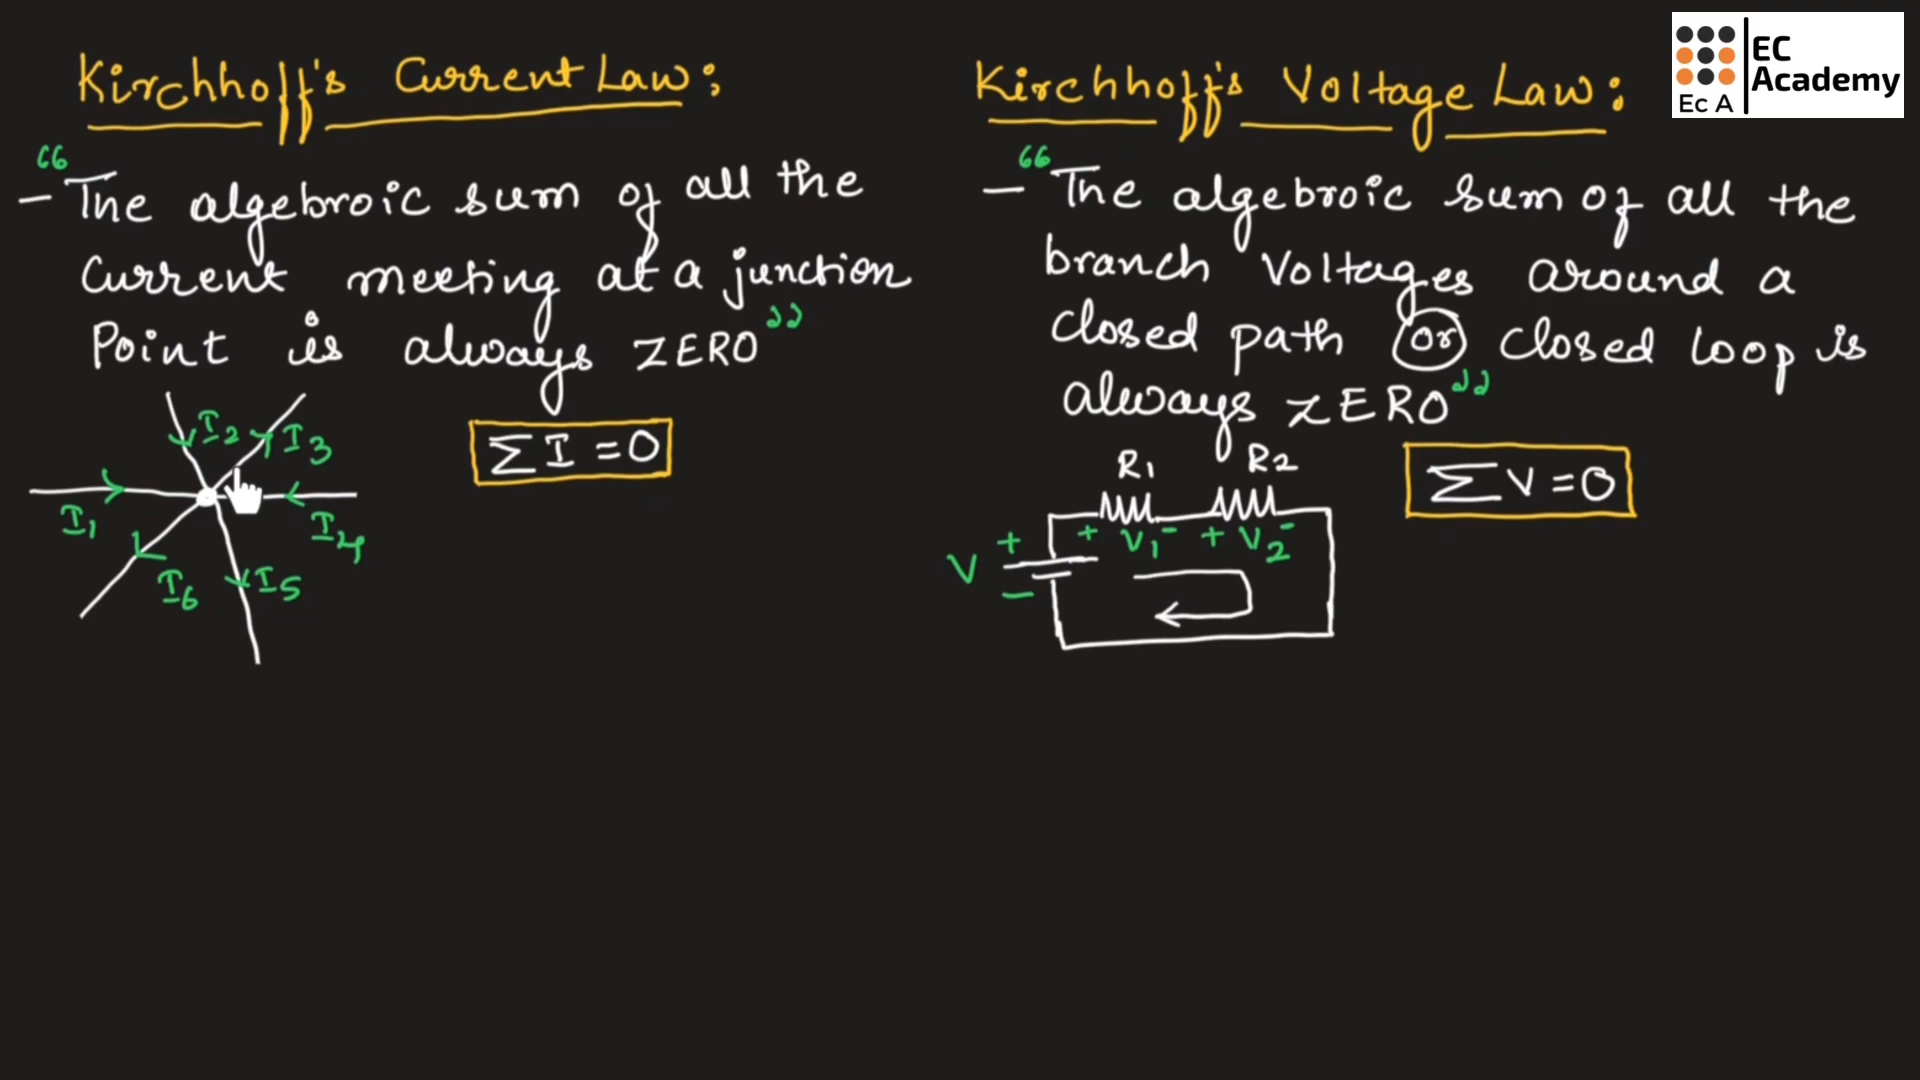 Kirchhoff's Current Law:
- "The algebroic sum of all the
Current meeting at a junction
Point is always ZERO"
I2
I3
ΣI=0
I1
I4
I6
I5
Kirchhoff's Voltage Law:
- "The algebroic sum of all the
branch Voltages around a
closed path or closed loop is
always ZERO"
R1
R2
ΣV=0
V
+
-
+ V1 -
+ V2 -
EC
Academy
Ec A